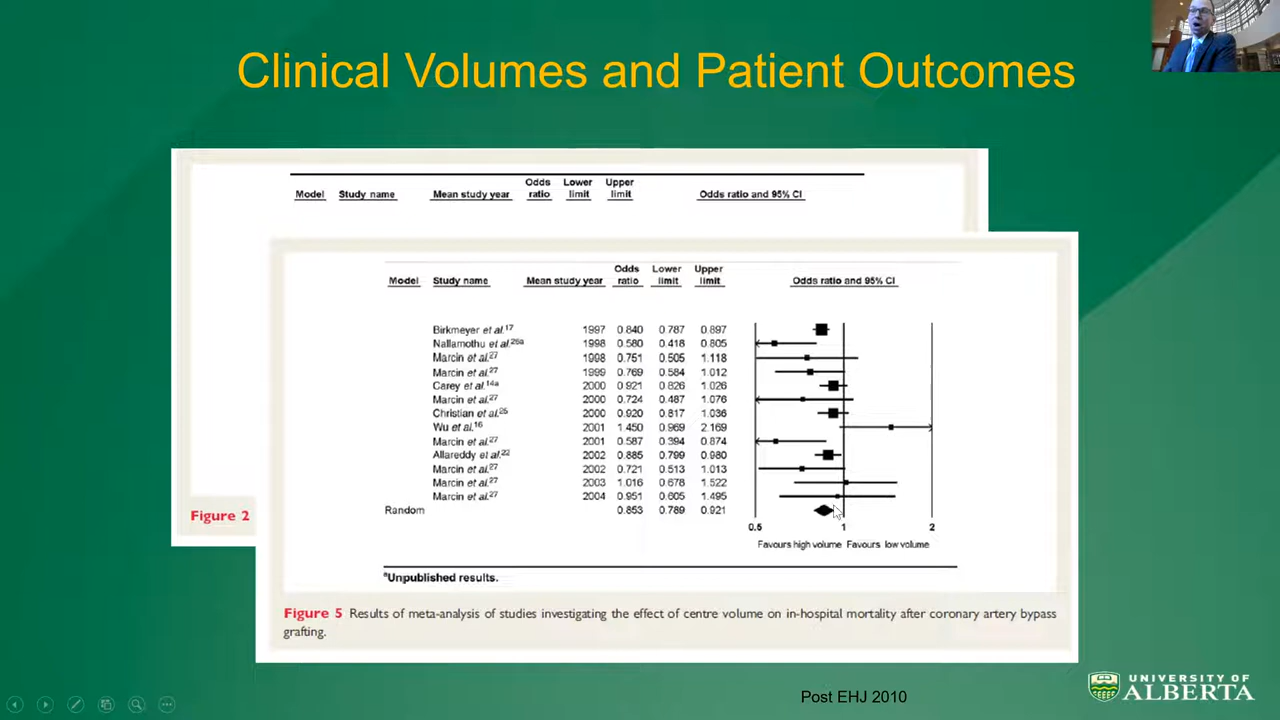 Clinical Volumes and Patient Outcomes
Model Study name Mean study year Odds ratio Lower limit Upper limit Odds ratio and 95% CI
Figure 2
Model Study name Mean study year Odds ratio Lower limit Upper limit Odds ratio and 95% CI
Birkmeyer et al.17 1997 0.840 0.787 0.897
Nallamothu et al.26a 1998 0.580 0.418 0.805
Marcin et al.27 1998 0.751 0.505 1.118
Marcin et al.27 1999 0.769 0.584 1.012
Carey et al.14a 2000 0.921 0.826 1.026
Marcin et al.27 2000 0.724 0.487 1.076
Christian et al.25 2000 0.920 0.817 1.036
Wu et al.16 2001 1.450 0.969 2.169
Marcin et al.27 2001 0.587 0.394 0.874
Allareddy et al.22 2002 0.885 0.799 0.980
Marcin et al.27 2002 0.721 0.513 1.013
Marcin et al.27 2003 1.016 0.678 1.522
Marcin et al.27 2004 0.951 0.605 1.495
Random 0.853 0.789 0.921
0.5 1 2
Favours high volume Favours low volume
aUnpublished results.
Figure 5 Results of meta-analysis of studies investigating the effect of centre volume on in-hospital mortality after coronary artery bypass
grafting.
Post EHJ 2010
UNIVERSITY OF
ALBERTA